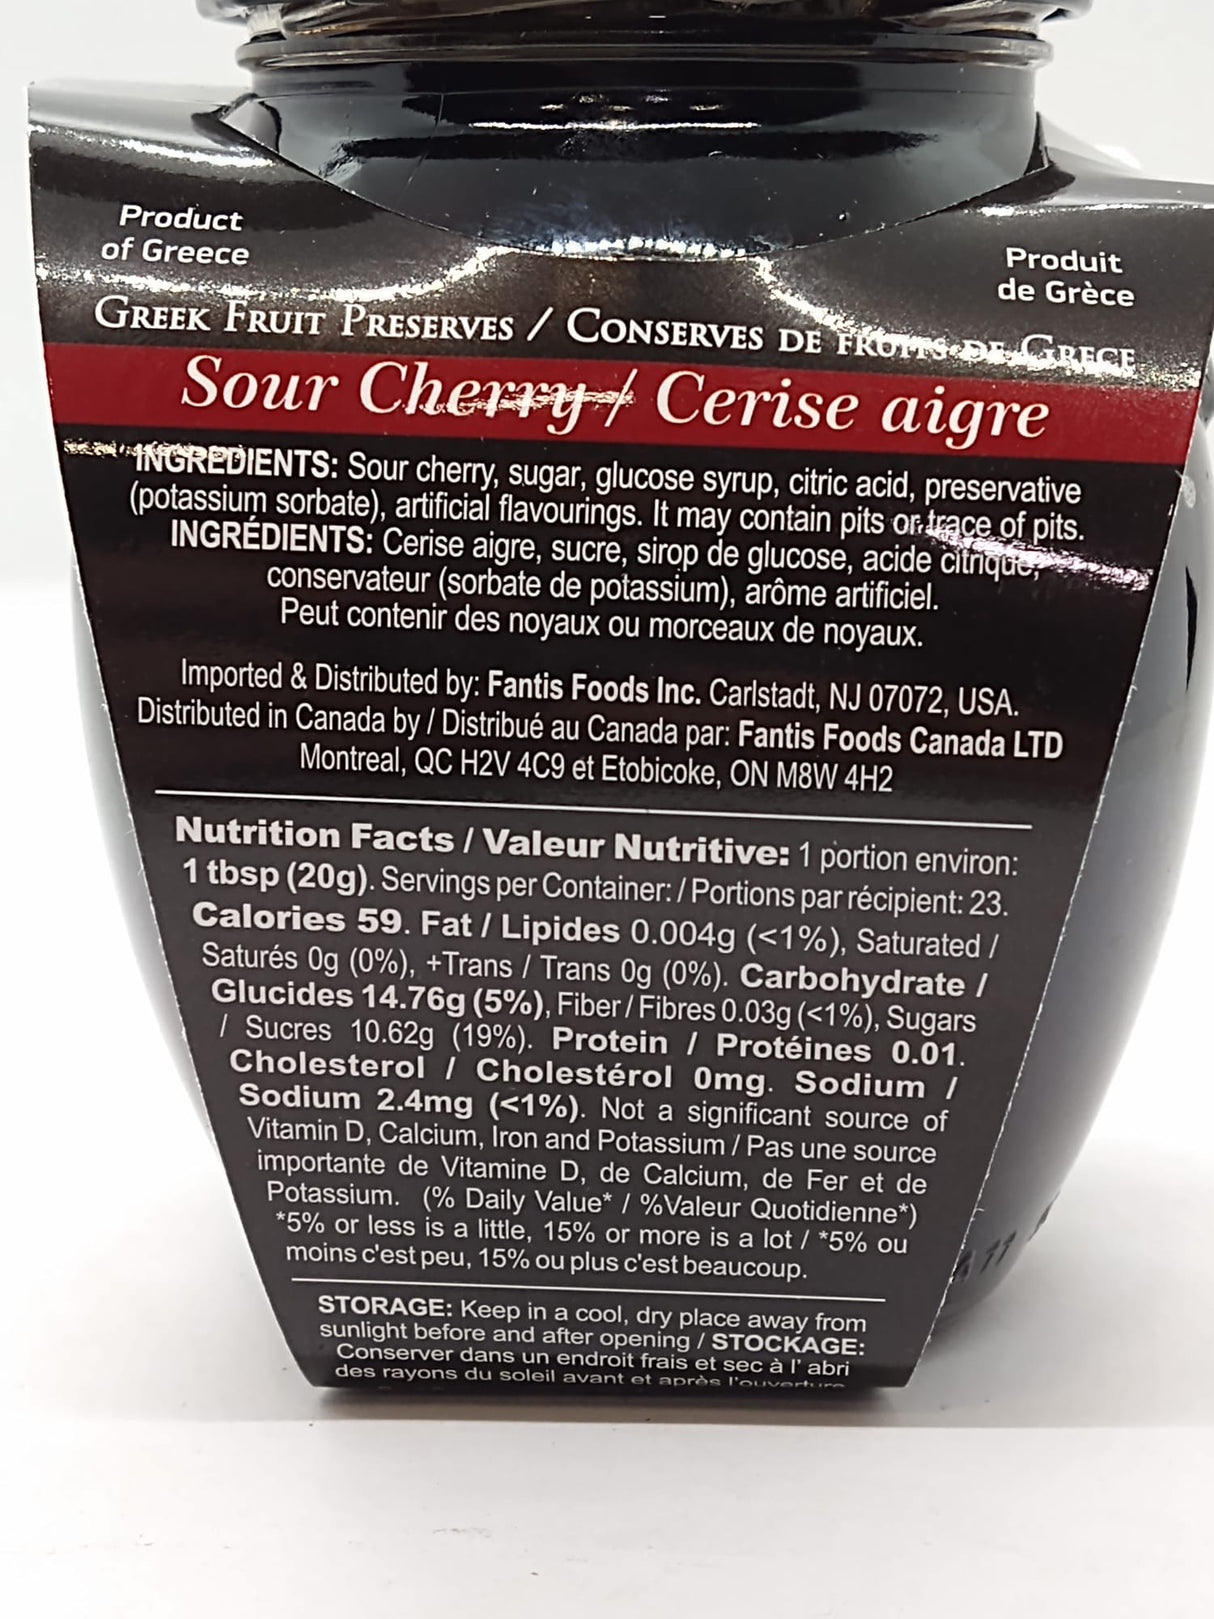 Product
of Greece
Produit
de Grèce
GREEK FRUIT PRESERVES / CONSERVES DE FRUITS DE GRECE
Sour Cherry / Cerise aigre
INGREDIENTS: Sour cherry, sugar, glucose syrup, citric acid, preservative
(potassium sorbate), artificial flavourings. It may contain pits or trace of pits.
INGRÉDIENTS: Cerise aigre, sucre, sirop de glucose, acide citrique,
conservateur (sorbate de potassium), arôme artificiel.
Peut contenir des noyaux ou morceaux de noyaux.
Imported & Distributed by: Fantis Foods Inc. Carlstadt, NJ 07072, USA.
Distributed in Canada by / Distribué au Canada par: Fantis Foods Canada LTD
Montreal, QC H2V 4C9 et Etobicoke, ON M8W 4H2
Nutrition Facts / Valeur Nutritive: 1 portion environ:
1 tbsp (20g). Servings per Container: / Portions par récipient: 23.
Calories 59. Fat / Lipides 0.004g (<1%), Saturated /
Saturés 0g (0%), +Trans / Trans 0g (0%). Carbohydrate /
Glucides 14.76g (5%), Fiber / Fibres 0.03g (<1%), Sugars
/ Sucres 10.62g (19%). Protein / Protéines 0.01.
Cholesterol / Cholestérol 0mg. Sodium /
Sodium 2.4mg (<1%). Not a significant source of
Vitamin D, Calcium, Iron and Potassium / Pas une source
importante de Vitamine D, de Calcium, de Fer et de
Potassium. (% Daily Value* / %Valeur Quotidienne*)
*5% or less is a little, 15% or more is a lot / *5% ou
moins c'est peu, 15% ou plus c'est beaucoup.
STORAGE: Keep in a cool, dry place away from
sunlight before and after opening / STOCKAGE:
Conserver dans un endroit frais et sec à l' abri
des rayons du soleil avant et après l'ouverture